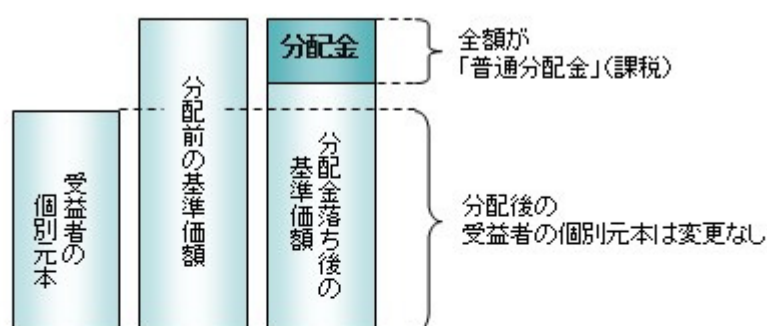 受益者の
個別元本
分配前の基準価額
分配金
分配金落ち後の
基準価額
全額が
「普通分配金」(課税)
分配後の
受益者の個別元本は変更なし